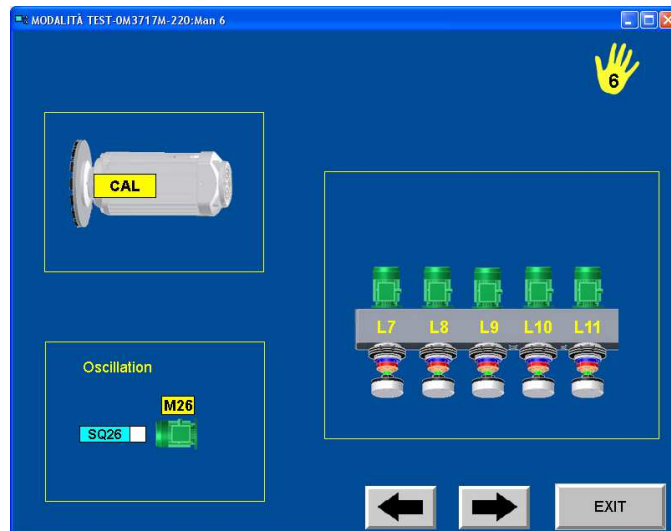 MODALITÀ TEST-0M3717M-220:Man 6
6
CAL
L7 L8 L9 L10 L11
Oscillation
M26
SQ26
EXIT